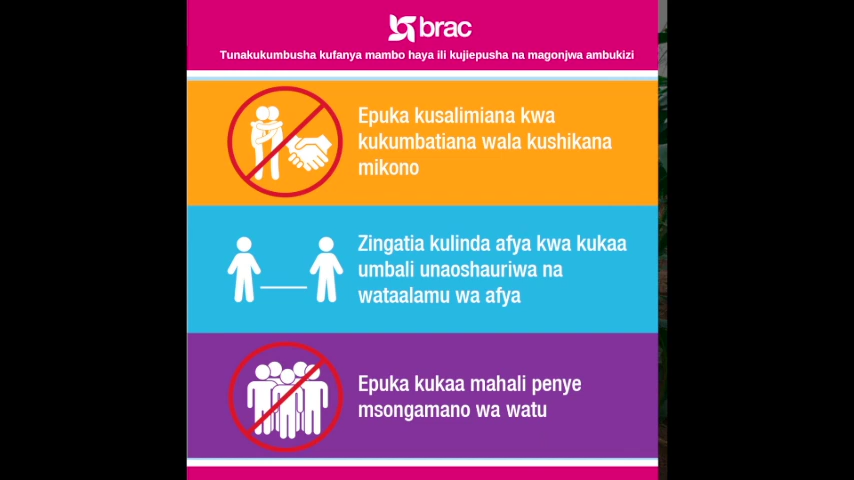 brac
Tunakukumbusha kufanya mambo haya ili kujiepusha na magonjwa ambukizi
Epuka kusalimiana kwa
kukumbatiana wala kushikana
mikono
Zingatia kulinda afya kwa kukaa
umbali unaoshauriwa na
wataalamu wa afya
Epuka kukaa mahali penye
msongamano wa watu